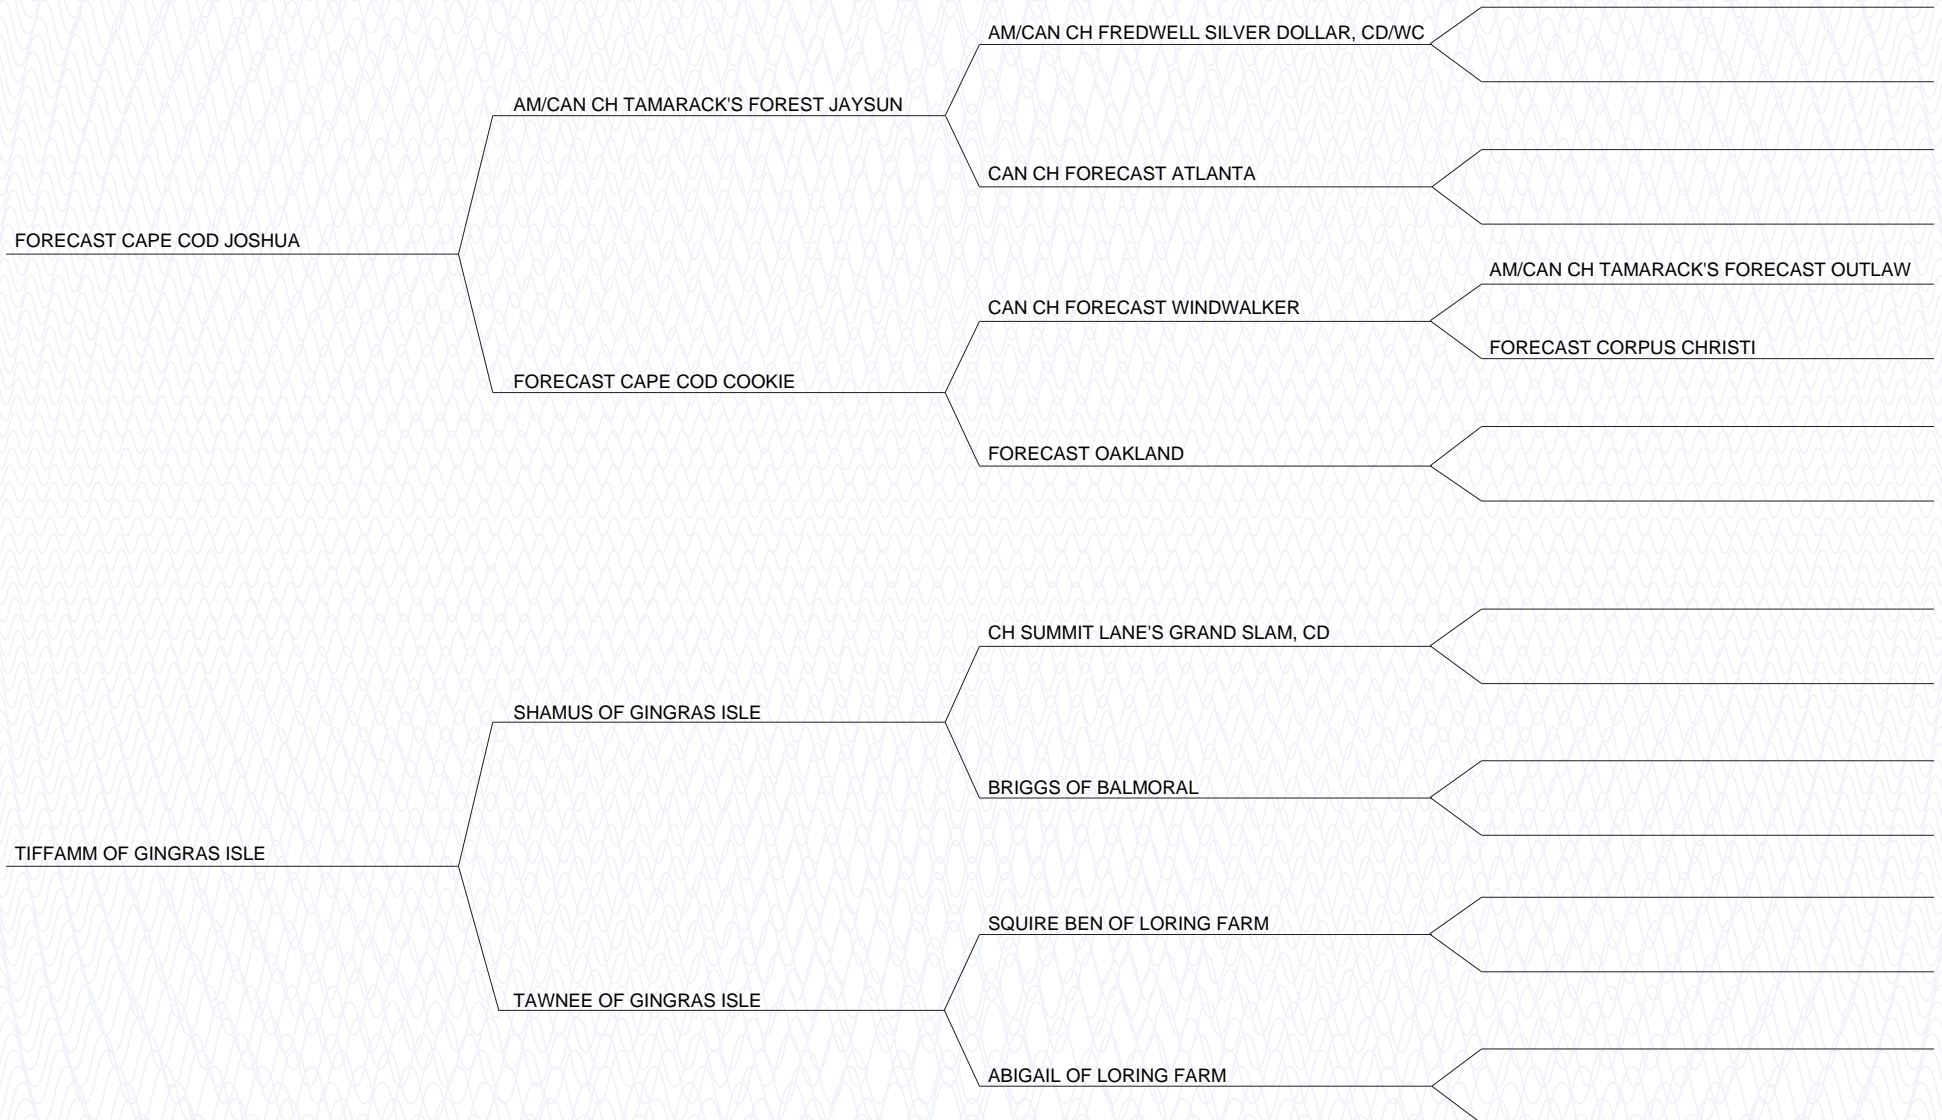 AM/CAN CH FREDWELL SILVER DOLLAR, CD/WC
AM/CAN CH TAMARACK'S FOREST JAYSUN
CAN CH FORECAST ATLANTA
FORECAST CAPE COD JOSHUA
AM/CAN CH TAMARACK'S FORECAST OUTLAW
CAN CH FORECAST WINDWALKER
FORECAST CORPUS CHRISTI
FORECAST CAPE COD COOKIE
FORECAST OAKLAND
CH SUMMIT LANE'S GRAND SLAM, CD
SHAMUS OF GINGRAS ISLE
BRIGGS OF BALMORAL
TIFFAMM OF GINGRAS ISLE
SQUIRE BEN OF LORING FARM
TAWNEE OF GINGRAS ISLE
ABIGAIL OF LORING FARM